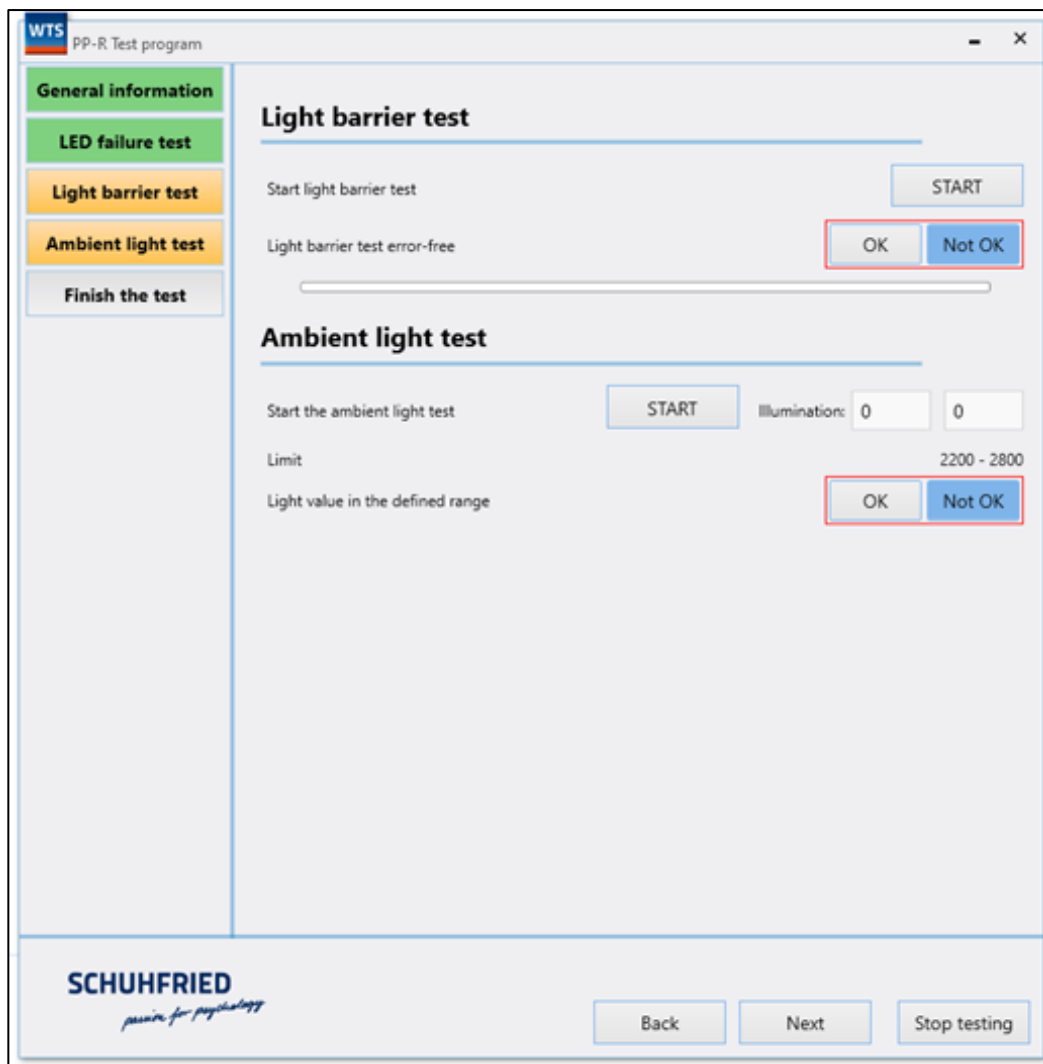 WTS
PP-R Test program
General information
LED failure test
Light barrier test
Ambient light test
Finish the test
Light barrier test
Start light barrier test START
Light barrier test error-free OK Not OK
Ambient light test
Start the ambient light test START Illumination: 0 0
Limit 2200 - 2800
Light value in the defined range OK Not OK
SCHUHFRIED
passion for psychology
Back Next Stop testing